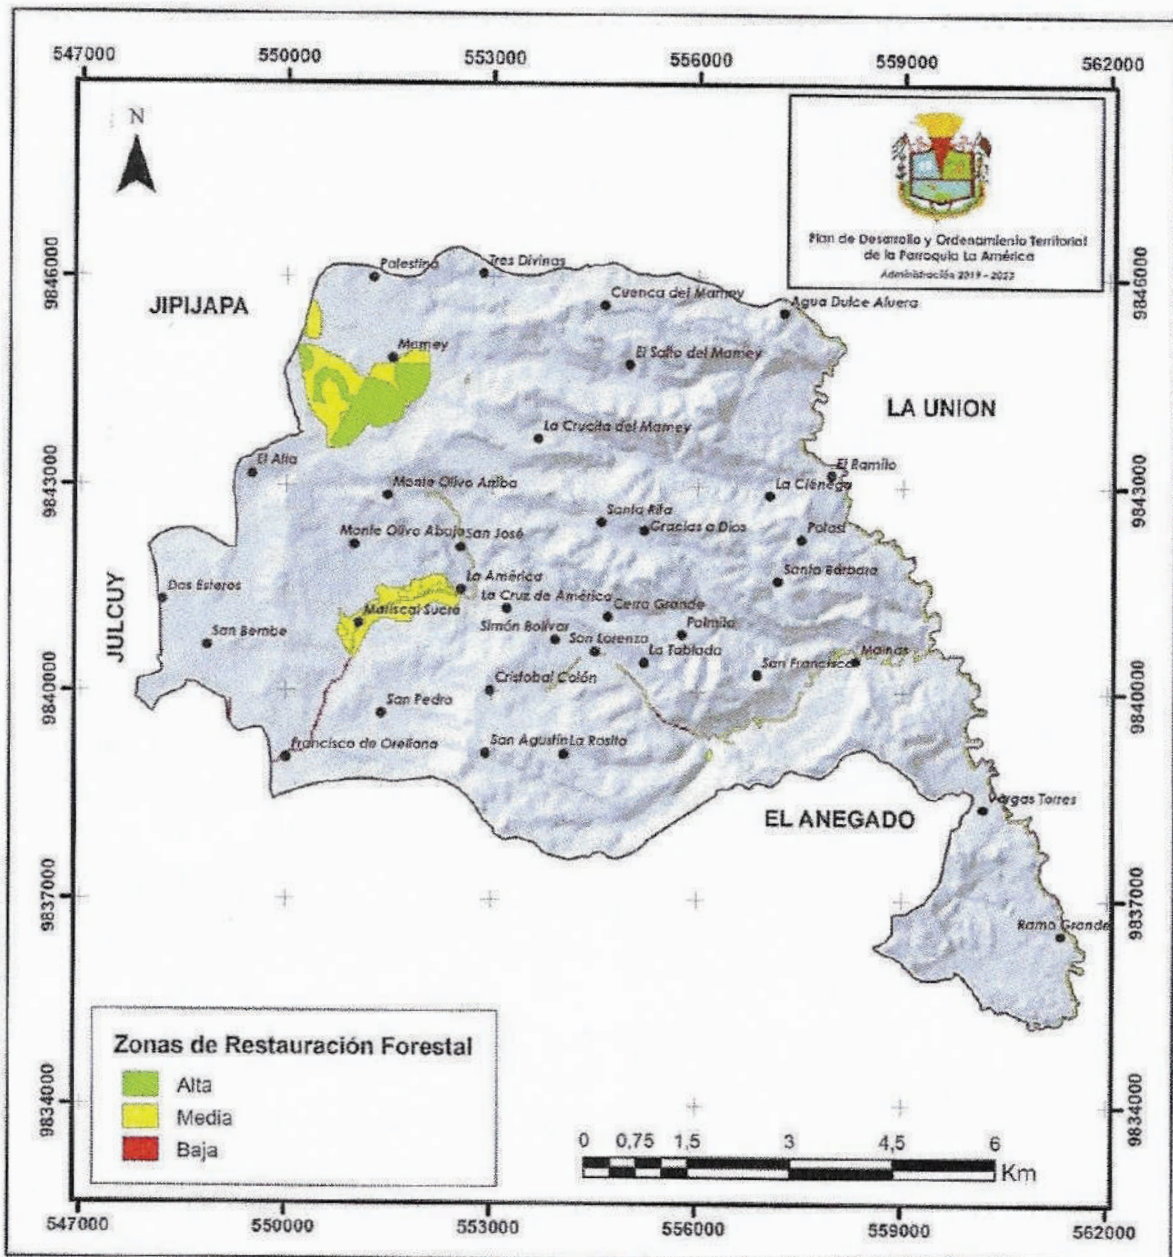 547000 550000 553000 556000 559000 562000
N
Plan de Desarrollo y Ordenamiento Territorial
de la Parroquia La América
Administración 2019 - 2023
9846000 9846000
JIPIJAPA
Palestina
Tres Divinas
Cuenca del Mamey
Agua Dulce Afuera
Mamey
El Salto del Mamey
LA UNION
La Crucita del Mamey
El Alta
El Ramito
9843000 9843000
Monte Olivo Arriba
La Ciénega
Santa Rita
Gracias a Dios
Monte Olivo Abajo
San José
Potosí
JULCUY
Dos Esteros
La América
Santa Bárbara
La Cruz de América
Mariscal Sucre
Cerro Grande
San Bembe
Simón Bolívar
San Lorenzo
Palmita
La Tablada
San Francisco
Mainas
9840000 9840000
Cristobal Colón
San Pedro
Francisco de Orellana
San Agustín
La Rosita
Vargas Torres
EL ANEGADO
9837000 9837000
Ramo Grande
Zonas de Restauración Forestal
Alta
Media
Baja
9834000 9834000
0 0,75 1,5 3 4,5 6
Km
547000 550000 553000 556000 559000 562000